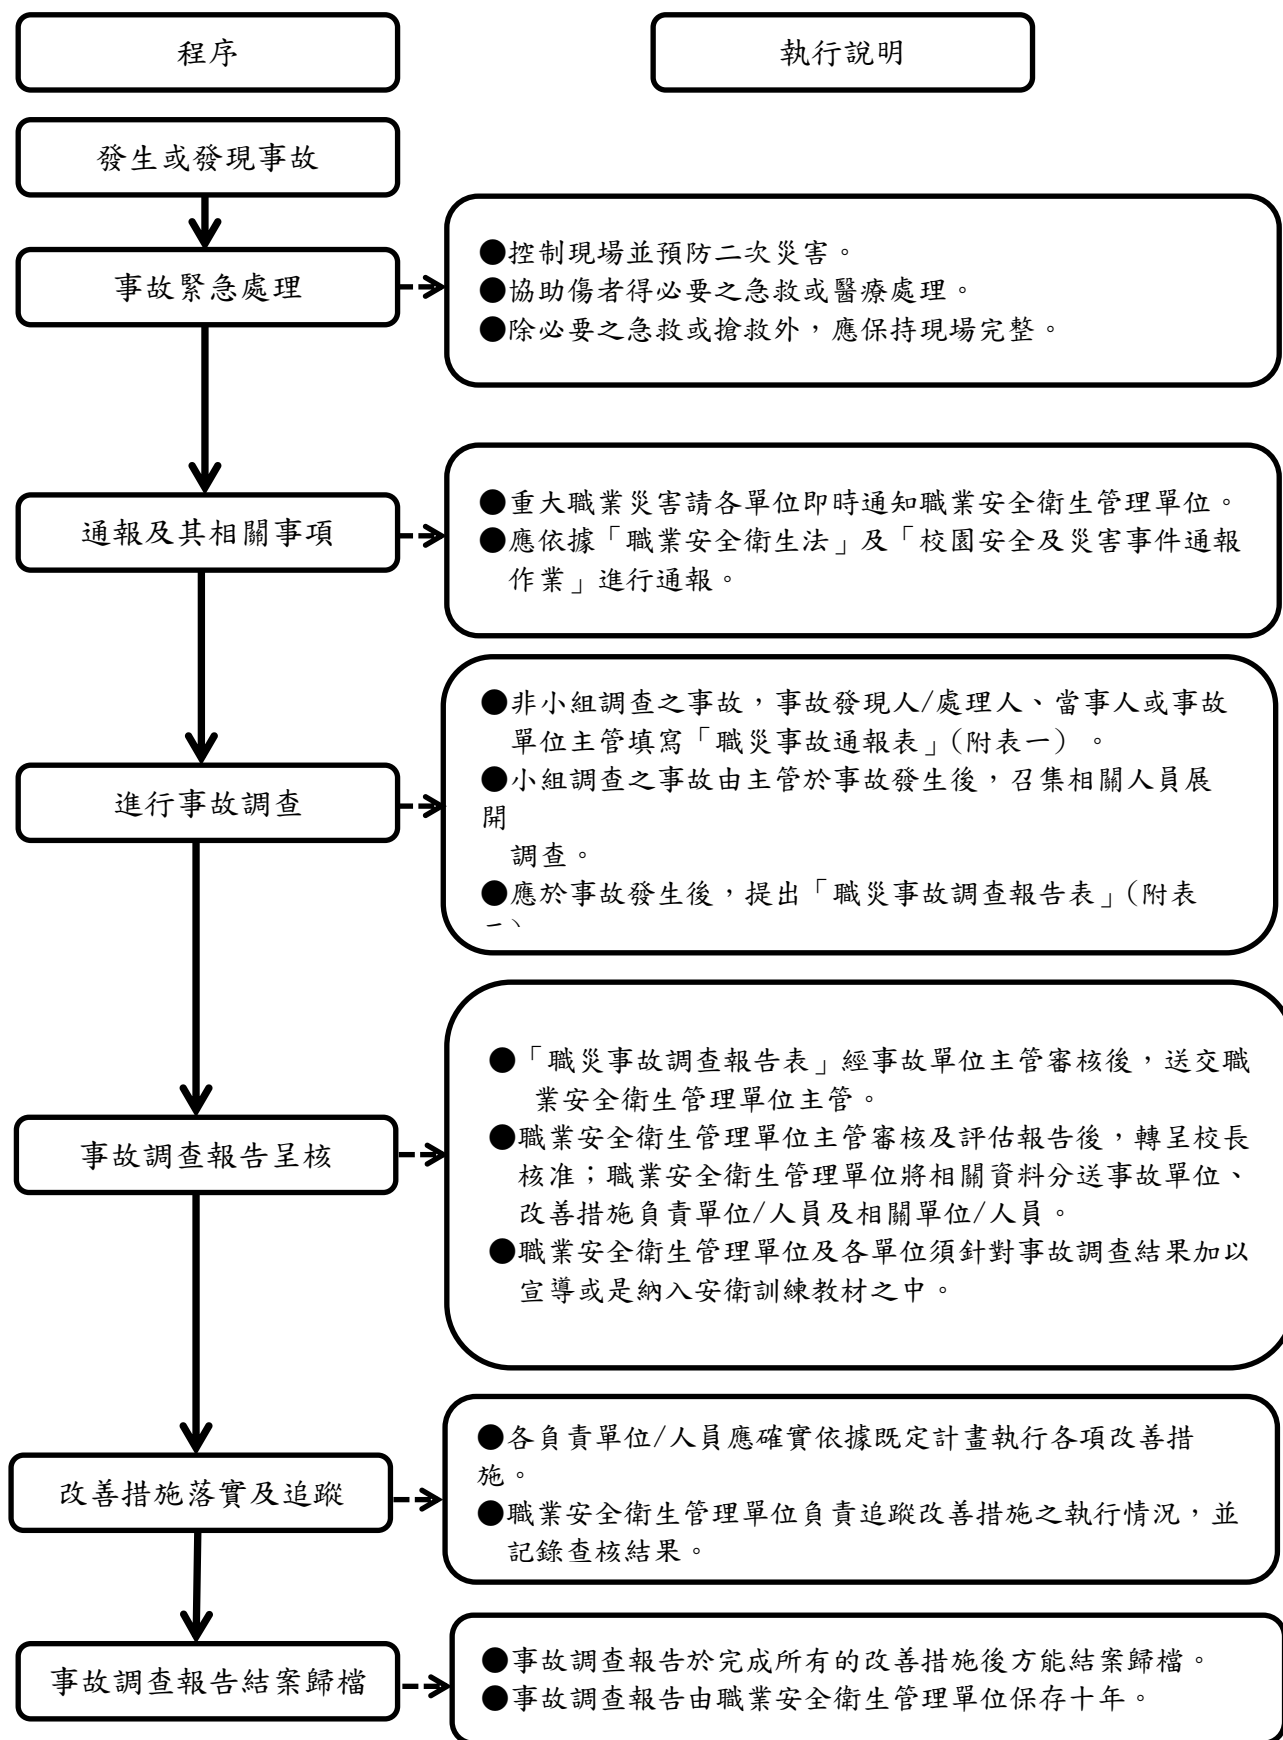 程序
執行說明
發生或發現事故
事故緊急處理
●控制現場並預防二次災害。
●協助傷者得必要之急救或醫療處理。
●除必要之急救或搶救外，應保持現場完整。
通報及其相關事項
●重大職業災害請各單位即時通知職業安全衛生管理單位。
●應依據「職業安全衛生法」及「校園安全及災害事件通報
作業」進行通報。
進行事故調查
●非小組調查之事故，事故發現人/處理人、當事人或事故
單位主管填寫「職災事故通報表」(附表一) 。
●小組調查之事故由主管於事故發生後，召集相關人員展
開
調查。
●應於事故發生後，提出「職災事故調查報告表」(附表
事故調查報告呈核
●「職災事故調查報告表」經事故單位主管審核後，送交職
業安全衛生管理單位主管。
●職業安全衛生管理單位主管審核及評估報告後，轉呈校長
核准；職業安全衛生管理單位將相關資料分送事故單位、
改善措施負責單位/人員及相關單位/人員。
●職業安全衛生管理單位及各單位須針對事故調查結果加以
宣導或是納入安衛訓練教材之中。
改善措施落實及追蹤
●各負責單位/人員應確實依據既定計畫執行各項改善措
施。
●職業安全衛生管理單位負責追蹤改善措施之執行情況，並
記錄查核結果。
事故調查報告結案歸檔
●事故調查報告於完成所有的改善措施後方能結案歸檔。
●事故調查報告由職業安全衛生管理單位保存十年。